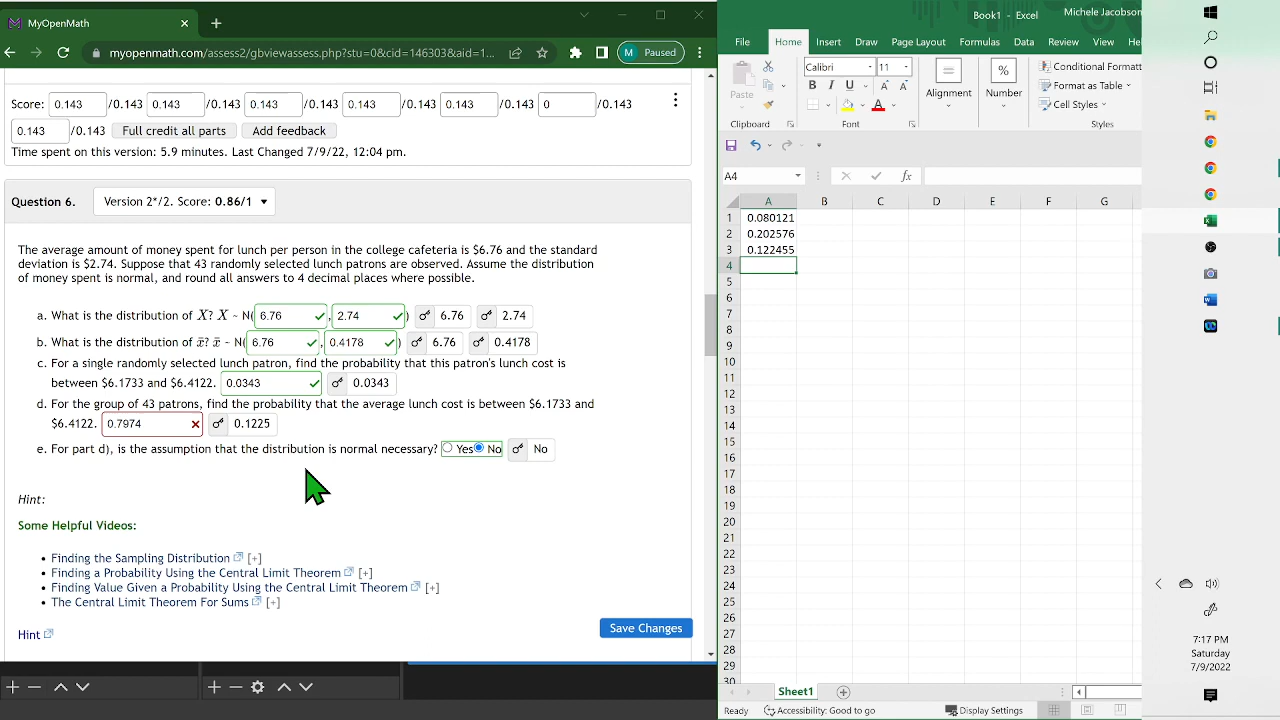 MyOpenMath
myopenmath.com/assess2/gbviewassess.php?stu=0&cid=146303&aid=1...
M Paused
Score: 0.143 /0.143 0.143 /0.143 0.143 /0.143 0.143 /0.143 0.143 /0.143 0 /0.143
0.143 /0.143 Full credit all parts Add feedback
Time spent on this version: 5.9 minutes. Last Changed 7/9/22, 12:04 pm.
Question 6. Version 2*/2. Score: 0.86/1
The average amount of money spent for lunch per person in the college cafeteria is $6.76 and the standard
deviation is $2.74. Suppose that 43 randomly selected lunch patrons are observed. Assume the distribution
of money spent is normal, and round all answers to 4 decimal places where possible.
a. What is the distribution of X? X ~ N( 6.76 , 2.74 ) 6.76 2.74
b. What is the distribution of x̄? x̄ ~ N( 6.76 , 0.4178 ) 6.76 0.4178
c. For a single randomly selected lunch patron, find the probability that this patron's lunch cost is
between $6.1733 and $6.4122. 0.0343 0.0343
d. For the group of 43 patrons, find the probability that the average lunch cost is between $6.1733 and
$6.4122. 0.7974 0.1225
e. For part d), is the assumption that the distribution is normal necessary? Yes No No
Hint:
Some Helpful Videos:
• Finding the Sampling Distribution [+]
• Finding a Probability Using the Central Limit Theorem [+]
• Finding Value Given a Probability Using the Central Limit Theorem [+]
• The Central Limit Theorem For Sums [+]
Save Changes
Hint
Book1 - Excel Michele Jacobson
File Home Insert Draw Page Layout Formulas Data Review View He
Paste Calibri 11 Alignment Number Conditional Formatt
B I U A A Format as Table
A Cell Styles
Clipboard Font Styles
A4 fx
A B C D E F G
1 0.080121
2 0.202576
3 0.122455
4
5
6
7
8
9
10
11
12
13
14
15
16
17
18
19
20
21
22
23
24
25
26
27
28
29
30
Sheet1
Ready Accessibility: Good to go Display Settings
7:17 PM
Saturday
7/9/2022